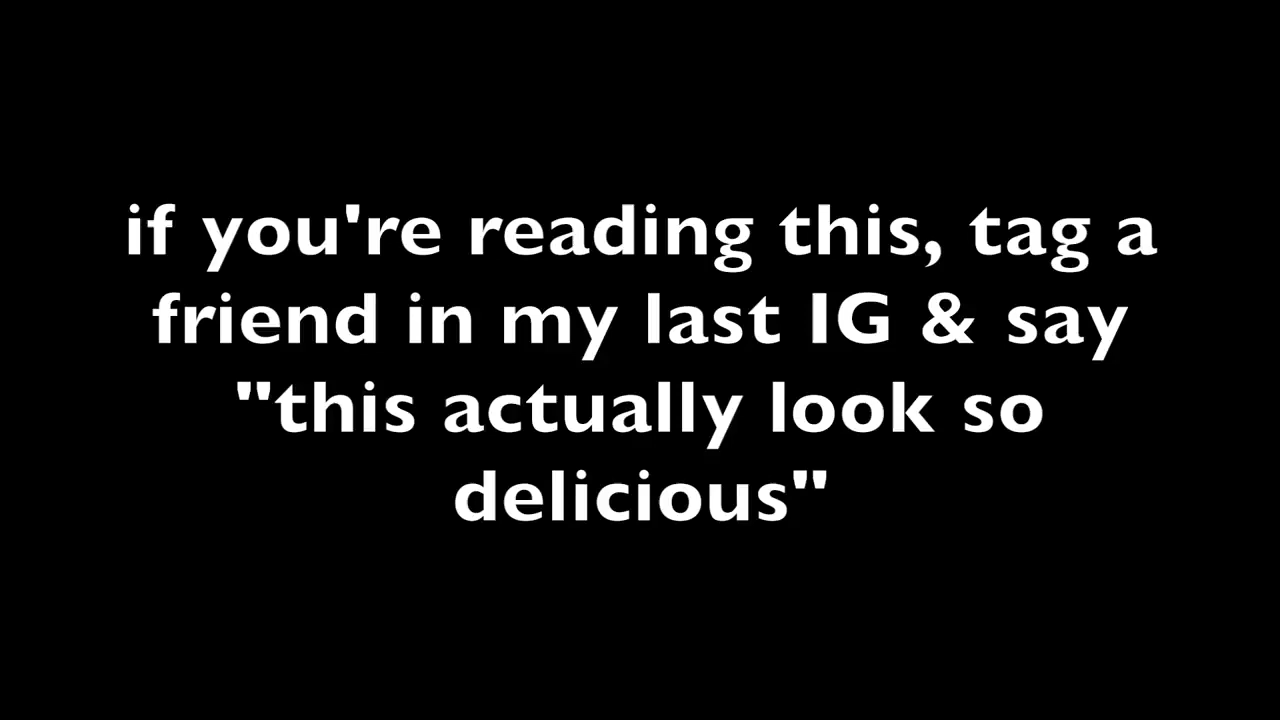 if you're reading this, tag a
friend in my last IG & say
"this actually look so
delicious"